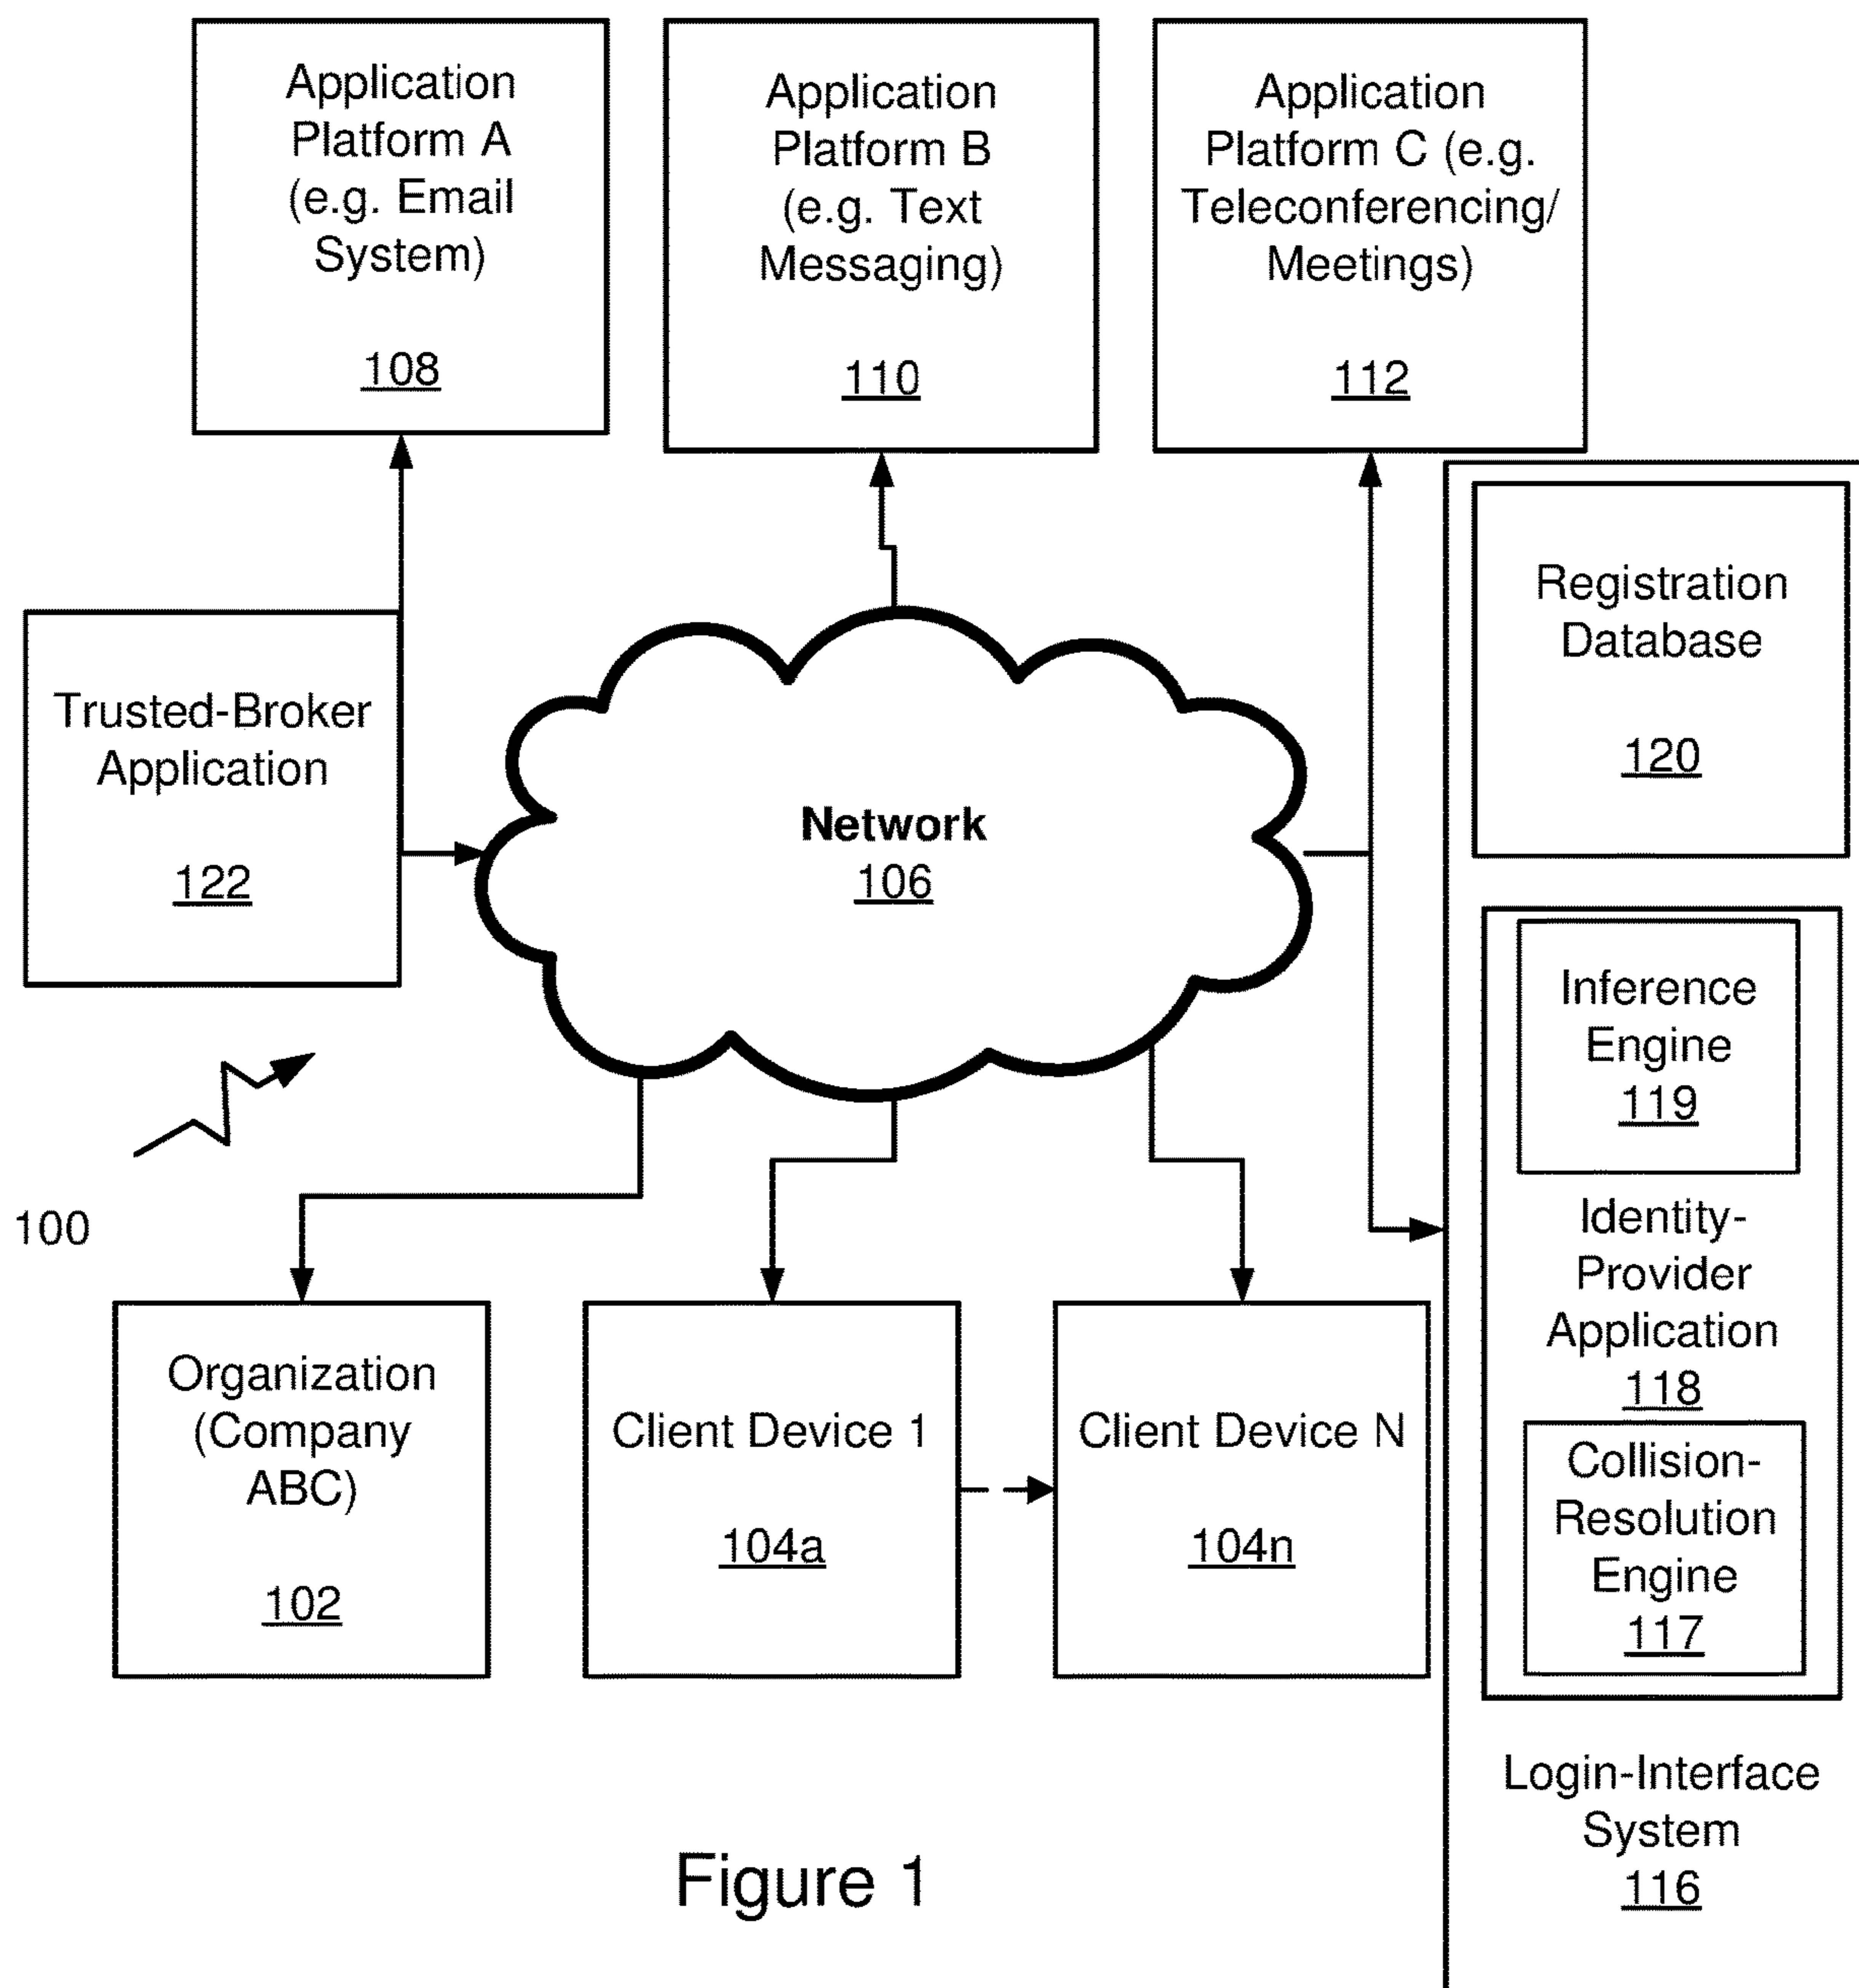 Application
Platform A
(e.g. Email
System)
108
Application
Platform B
(e.g. Text
Messaging)
110
Application
Platform C (e.g.
Teleconferencing/
Meetings)
112
Registration
Database
120
Trusted-Broker
Application
122
Network
106
Inference
Engine
119
Identity-
Provider
Application
118
Collision-
Resolution
Engine
117
Login-Interface
System
116
100
Organization
(Company
ABC)
102
Client Device 1
104a
Client Device N
104n
Figure 1